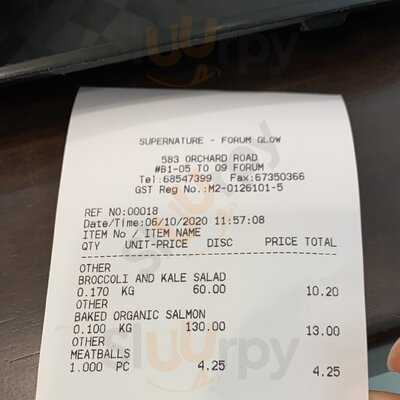 SUPERNATURE - FORUM GLOW
583 ORCHARD ROAD
#B1-05 TO 09 FORUM
Tel:68547399 Fax:67350366
GST Reg No.:M2-0126101-5
REF NO:00018
Date/Time:06/10/2020 11:57:08
ITEM No / ITEM NAME
QTY UNIT-PRICE DISC PRICE TOTAL
OTHER
BROCCOLI AND KALE SALAD
0.170 KG 60.00 10.20
OTHER
BAKED ORGANIC SALMON
0.100 KG 130.00 13.00
OTHER
MEATBALLS
1.000 PC 4.25 4.25
Sluurpy